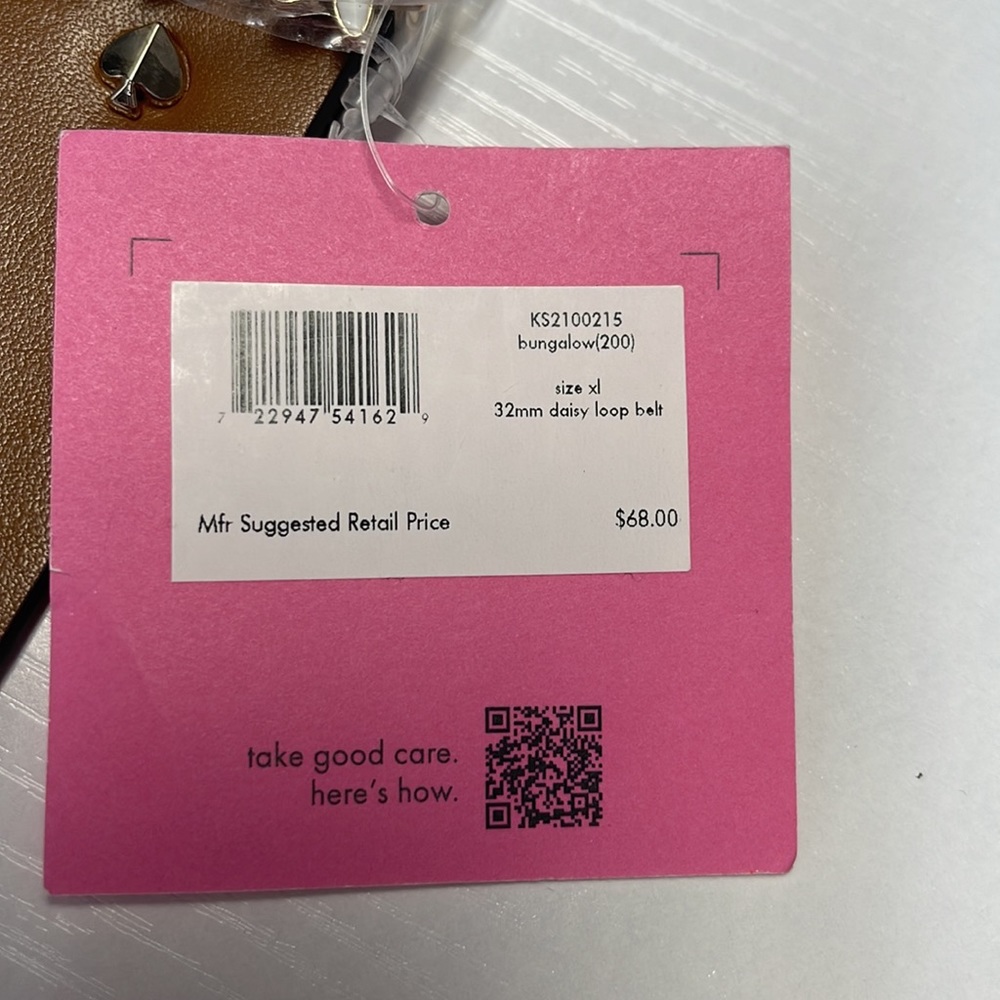 KS2100215
bungalow(200)
size xl
32mm daisy loop belt
7 22947 54162 9
Mfr Suggested Retail Price $68.00
take good care.
here's how.